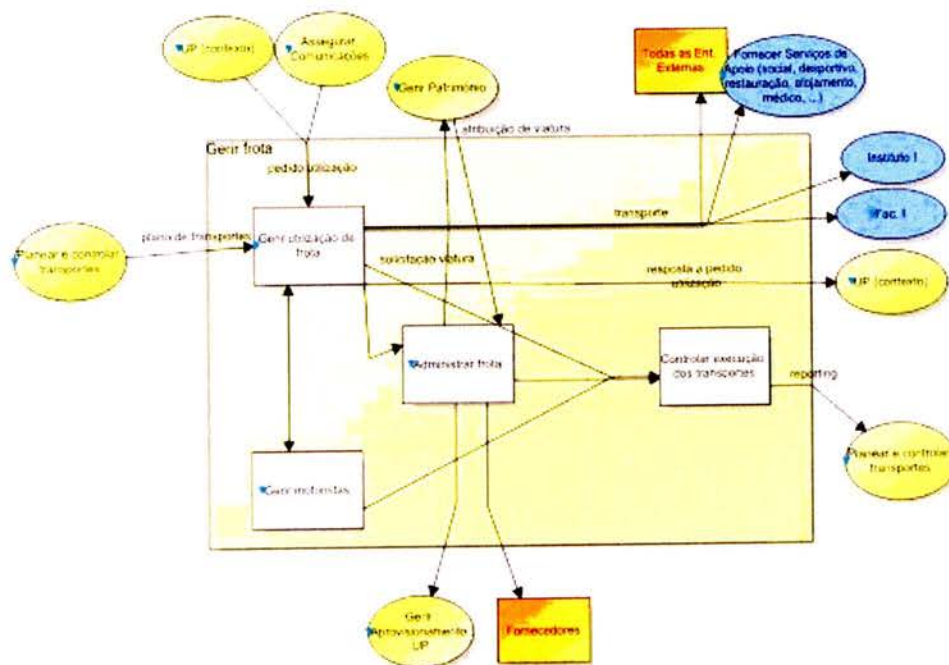 UP (contexto)
Assegurar
Comunicações
Todas as Ent.
Externas
Fornecer Serviços de
Apoio (social, desportivo,
restauração, alojamento,
médico, ...)
Gerir Património
atribuição de viatura
Gerir frota
pedido utilização
Instituto I
transporte
Fac. I
Planear e controlar
transportes
plano de transportes
Gerir utilização de
frota
solicitação viatura
resposta a pedido
utilização
UP (contexto)
Administrar frota
Controlar execução
dos transportes
reporting
Planear e controlar
transportes
Gerir motoristas
Gerir
Aprovisionamento
UP
Fornecedores